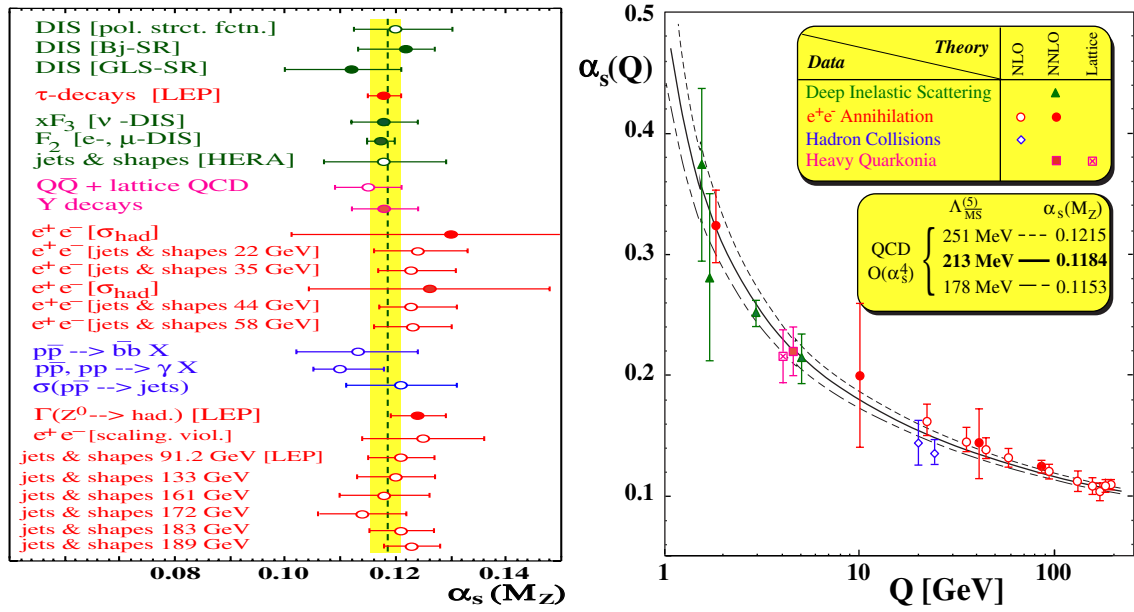 DIS [pol. strct. fctn.]
DIS [Bj-SR]
DIS [GLS-SR]
τ-decays [LEP]
xF₃ [ν -DIS]
F₂ [e-, μ-DIS]
jets & shapes [HERA]
QQ̅ + lattice QCD
Υ decays
e⁺ e⁻ [σhad]
e⁺ e⁻ [jets & shapes 22 GeV]
e⁺ e⁻ [jets & shapes 35 GeV]
e⁺ e⁻ [σhad]
e⁺ e⁻ [jets & shapes 44 GeV]
e⁺ e⁻ [jets & shapes 58 GeV]
pp̅ --> bb̅ X
pp̅, pp --> γ X
σ(pp̅ --> jets)
Γ(Z⁰ --> had.) [LEP]
e⁺ e⁻ [scaling. viol.]
jets & shapes 91.2 GeV [LEP]
jets & shapes 133 GeV
jets & shapes 161 GeV
jets & shapes 172 GeV
jets & shapes 183 GeV
jets & shapes 189 GeV
0.08 0.10 0.12 0.14
αs (MZ)
0.5
0.4
0.3
0.2
0.1
αs(Q)
Theory
Data
NLO
NNLO
Lattice
Deep Inelastic Scattering
e⁺e⁻ Annihilation
Hadron Collisions
Heavy Quarkonia
Λ(5)MS̅ αs(MZ)
QCD O(αs⁴)
251 MeV 0.1215
213 MeV 0.1184
178 MeV 0.1153
1 10 100
Q [GeV]